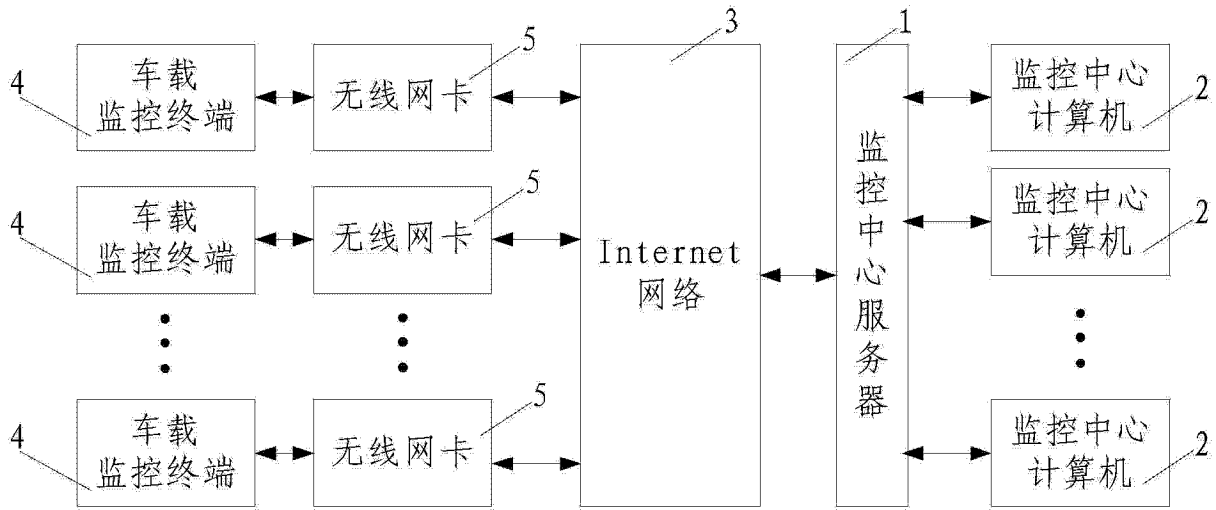 3
1
5
4
车载
监控终端
无线网卡
监控中心
计算机
2
5
4
车载
监控终端
无线网卡
监控中心
计算机
2
Internet
网络
监控中心服务器
5
4
车载
监控终端
无线网卡
监控中心
计算机
2